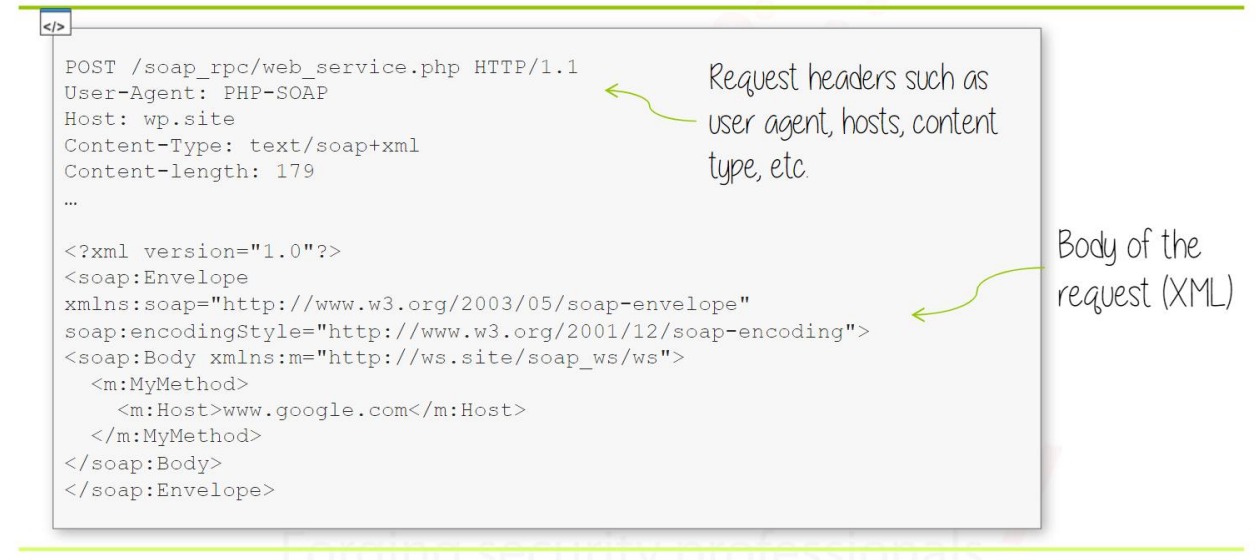 </>
POST /soap_rpc/web_service.php HTTP/1.1
User-Agent: PHP-SOAP
Host: wp.site
Content-Type: text/soap+xml
Content-length: 179
…
<?xml version="1.0"?>
<soap:Envelope
xmlns:soap="http://www.w3.org/2003/05/soap-envelope"
soap:encodingStyle="http://www.w3.org/2001/12/soap-encoding">
<soap:Body xmlns:m="http://ws.site/soap_ws/ws">
  <m:MyMethod>
    <m:Host>www.google.com</m:Host>
  </m:MyMethod>
</soap:Body>
</soap:Envelope>
Request headers such as
user agent, hosts, content
type, etc.
Body of the
request (XML)
Forging security professionals